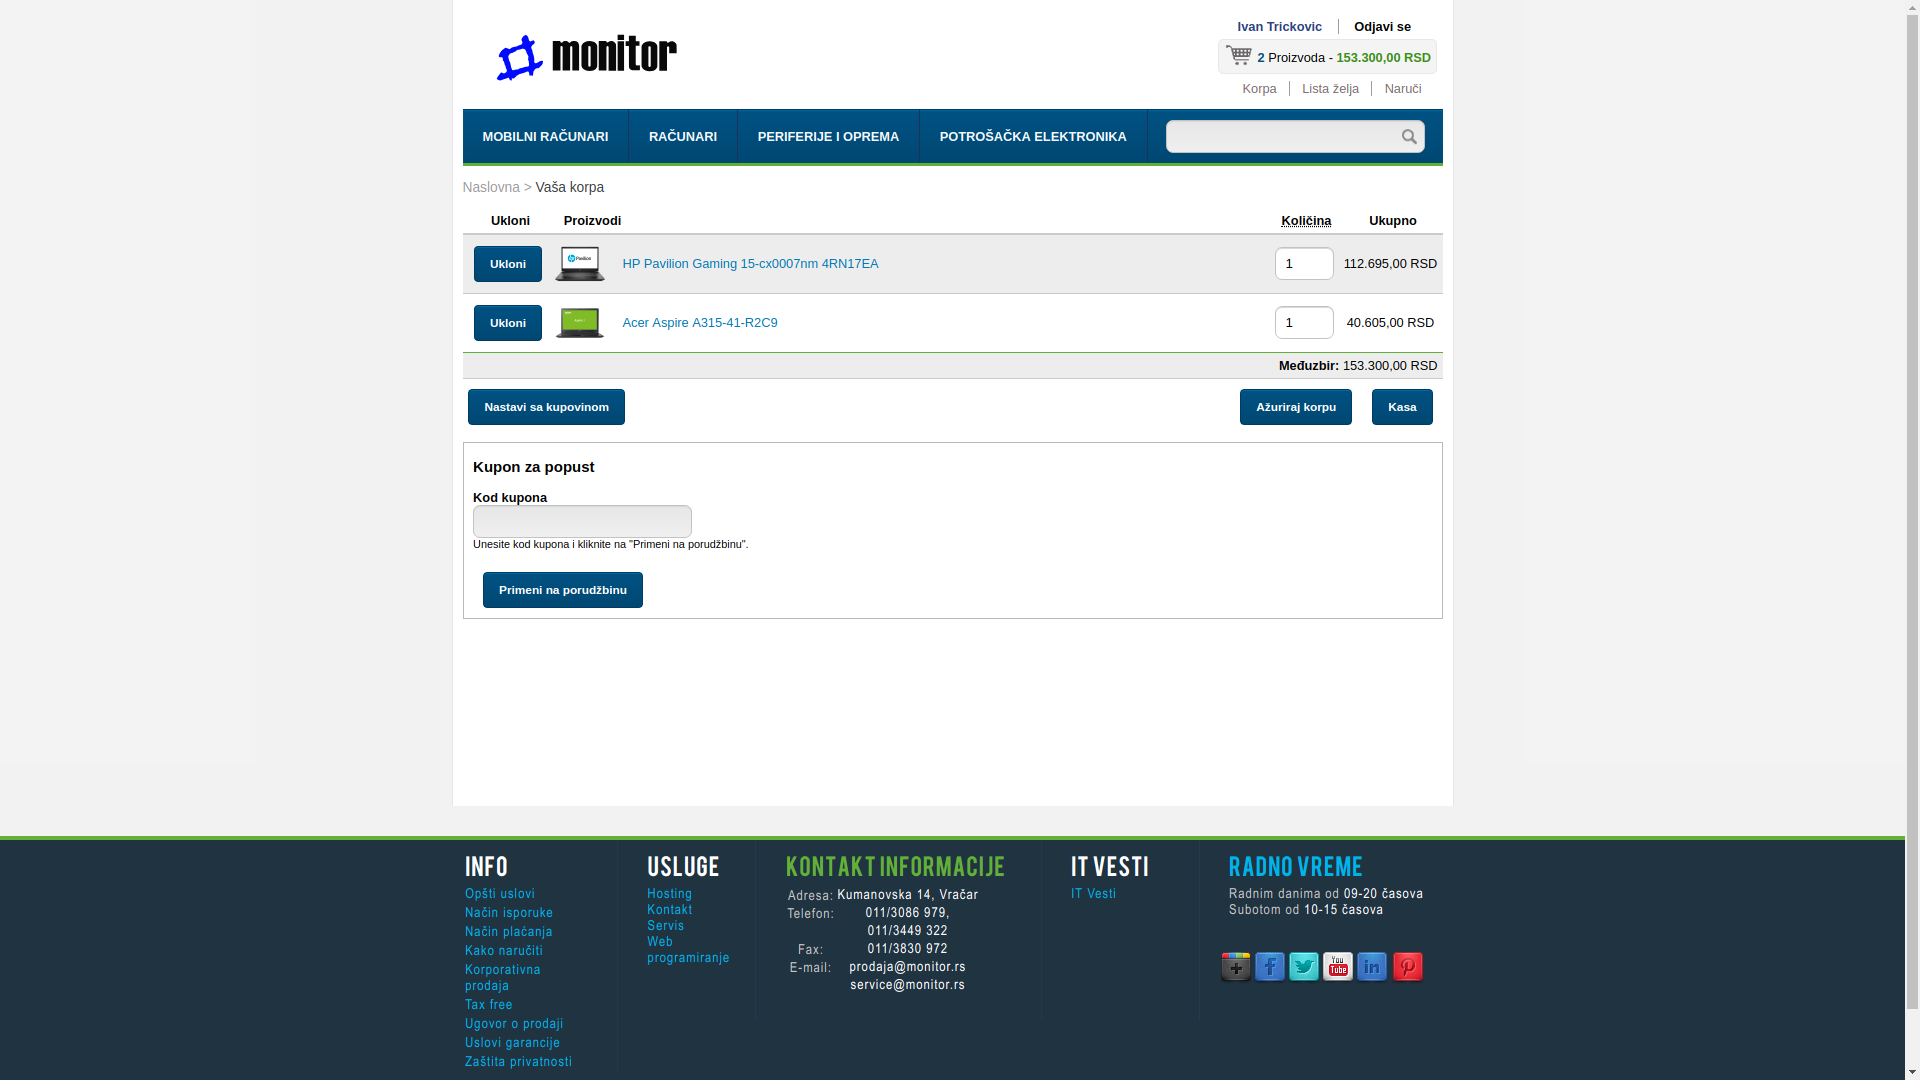 Ivan Trickovic
Odjavi se
monitor
2 Proizvoda - 153.300,00 RSD
Korpa
Lista želja
Naruči
MOBILNI RAČUNARI
RAČUNARI
PERIFERIJE I OPREMA
POTROŠAČKA ELEKTRONIKA
Naslovna > Vaša korpa
Ukloni
Proizvodi
Količina
Ukupno
Ukloni
HP Pavilion Gaming 15-cx0007nm 4RN17EA
1
112.695,00 RSD
Ukloni
Acer Aspire A315-41-R2C9
1
40.605,00 RSD
Međuzbir: 153.300,00 RSD
Nastavi sa kupovinom
Ažuriraj korpu
Kasa
Kupon za popust
Kod kupona
Unesite kod kupona i kliknite na "Primeni na porudžbinu".
Primeni na porudžbinu
INFO
Opšti uslovi
Način isporuke
Način plaćanja
Kako naručiti
Korporativna
prodaja
Tax free
Ugovor o prodaji
Uslovi garancije
Zaštita privatnosti
USLUGE
Hosting
Kontakt
Servis
Web
programiranje
KONTAKT INFORMACIJE
Adresa: Kumanovska 14, Vračar
Telefon: 011/3086 979,
011/3449 322
Fax: 011/3830 972
E-mail: prodaja@monitor.rs
service@monitor.rs
IT VESTI
IT Vesti
RADNO VREME
Radnim danima od 09-20 časova
Subotom od 10-15 časova
You
Tube